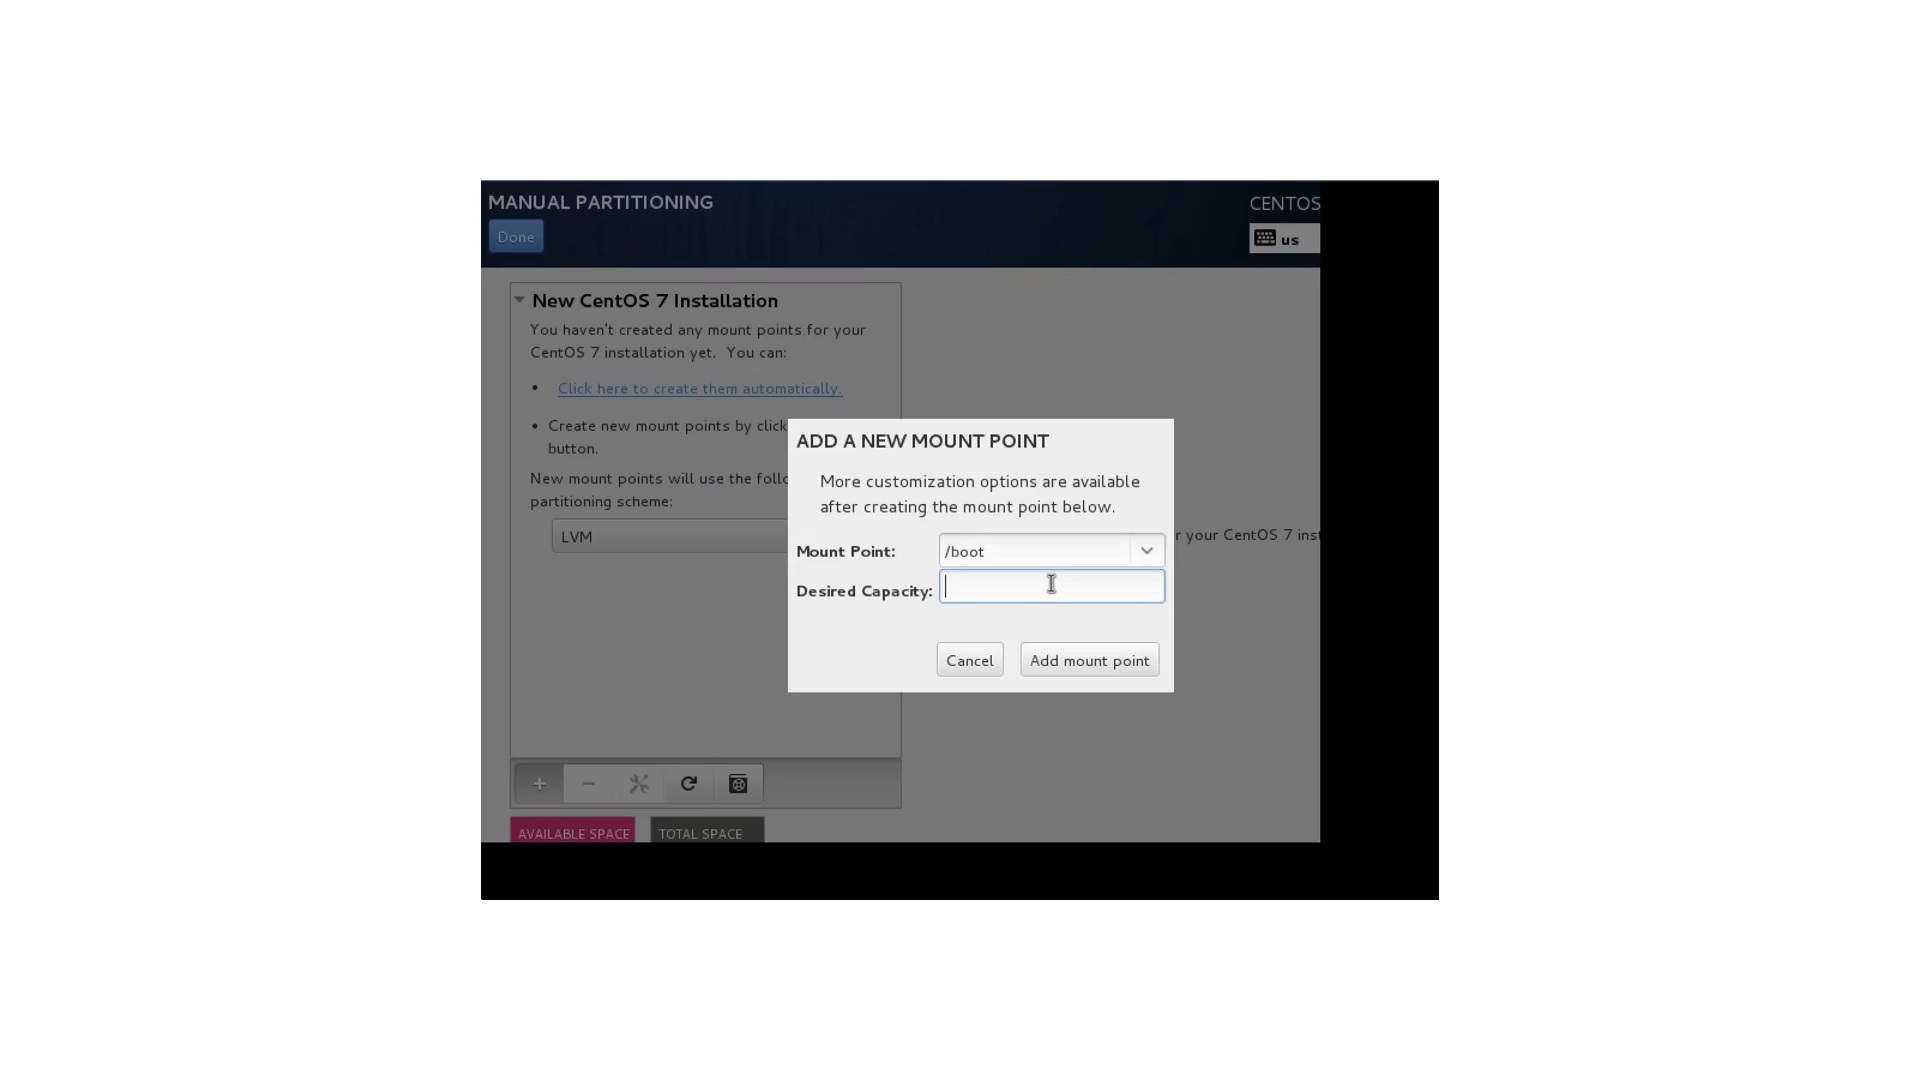 MANUAL PARTITIONING
CENTOS
Done
us
New CentOS 7 Installation
You haven't created any mount points for your
CentOS 7 installation yet. You can:
• Click here to create them automatically.
• Create new mount points by click
button.
New mount points will use the follo
partitioning scheme:
LVM
r your CentOS 7 inst
ADD A NEW MOUNT POINT
More customization options are available
after creating the mount point below.
Mount Point: /boot
Desired Capacity:
Cancel Add mount point
AVAILABLE SPACE TOTAL SPACE